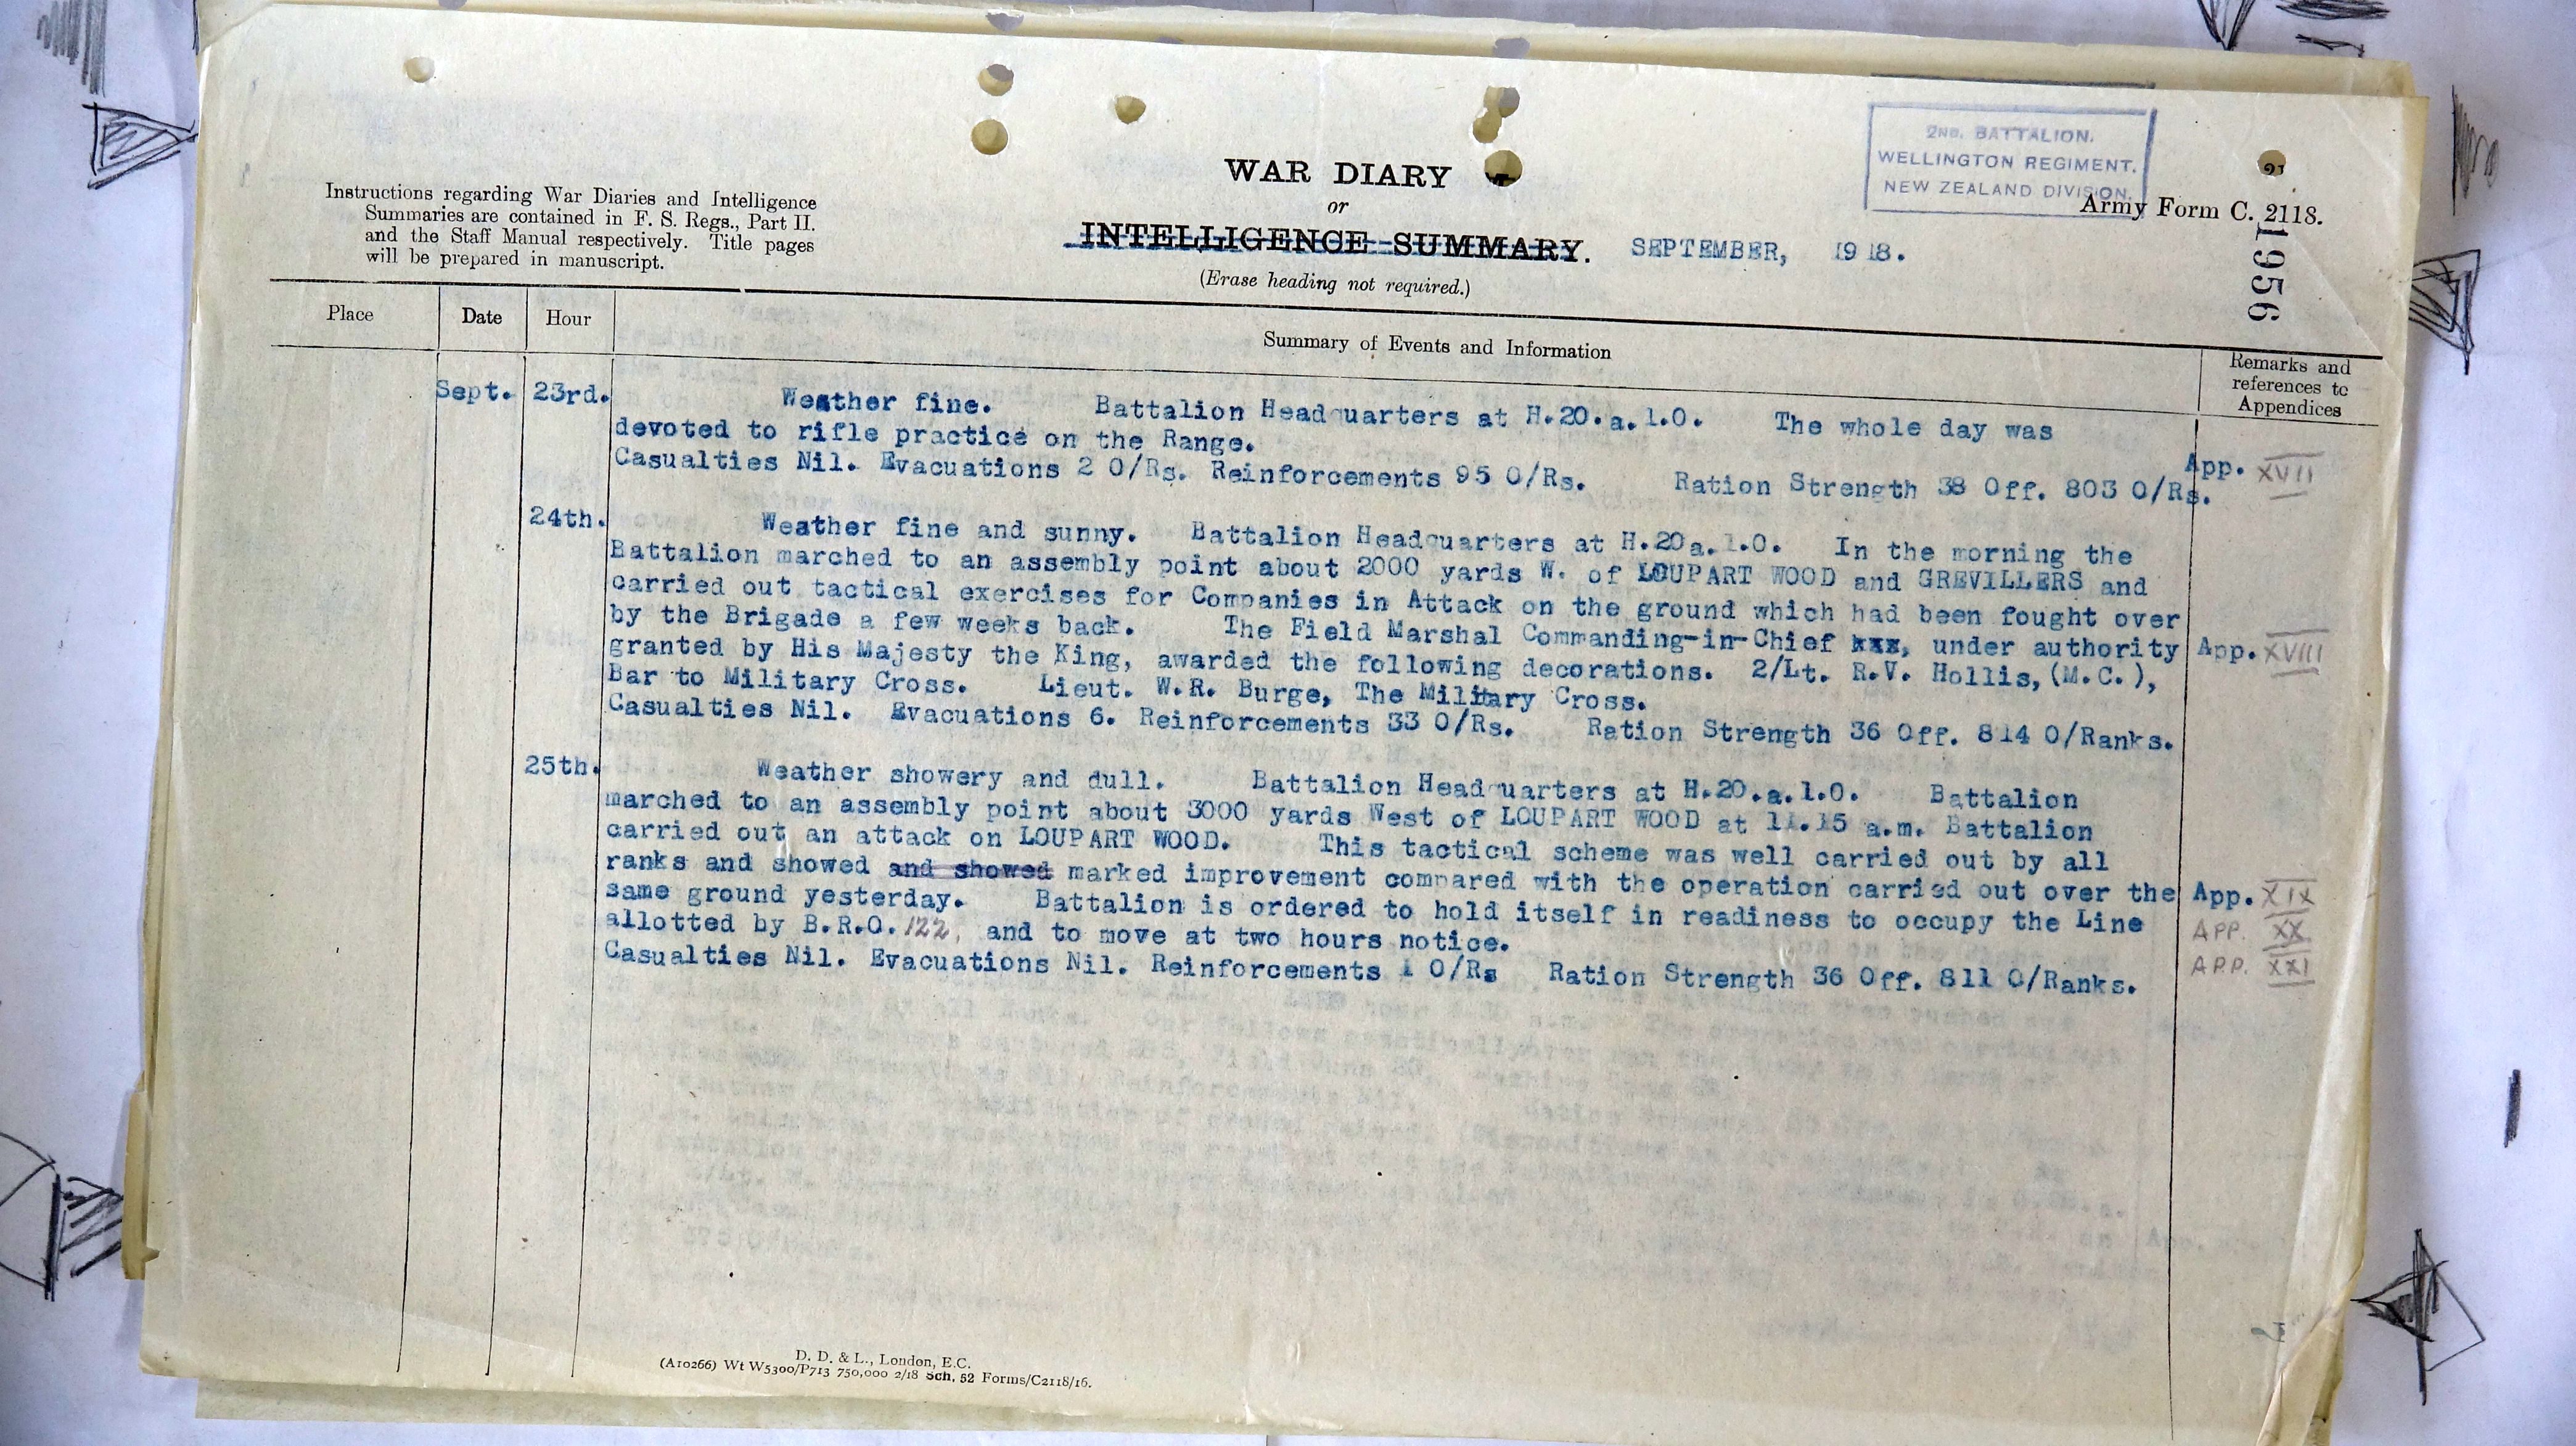 2ND. BATTALION.
WELLINGTON REGIMENT.
NEW ZEALAND DIVISION.
Army Form C. 2118.
1956
Instructions regarding War Diaries and Intelligence
Summaries are contained in F. S. Regs., Part II.
and the Staff Manual respectively. Title pages
will be prepared in manuscript.
WAR DIARY
or
INTELLIGENCE SUMMARY. SEPTEMBER, 1918.
(Erase heading not required.)
Place Date Hour Summary of Events and Information Remarks and
references to
Appendices
Sept. 23rd. Weather fine. Battalion Headquarters at H.20.a.1.0. The whole day was
devoted to rifle practice on the Range.
Casualties Nil. Evacuations 2 O/Rs. Reinforcements 95 O/Rs. Ration Strength 38 Off. 803 O/Rs. App. XVII
24th. Weather fine and sunny. Battalion Headquarters at H.20a.1.0. In the morning the
Battalion marched to an assembly point about 2000 yards W. of LOUPART WOOD and GREVILLERS and
carried out tactical exercises for Companies in Attack on the ground which had been fought over
by the Brigade a few weeks back. The Field Marshal Commanding-in-Chief xxx, under authority App. XVIII
granted by His Majesty the King, awarded the following decorations. 2/Lt. R.V. Hollis,(M.C.),
Bar to Military Cross. Lieut. W.R. Burge, The Military Cross.
Casualties Nil. Evacuations 6. Reinforcements 33 O/Rs. Ration Strength 36 Off. 814 O/Ranks.
25th. Weather showery and dull. Battalion Headquarters at H.20.a.1.0. Battalion
marched to an assembly point about 3000 yards West of LOUPART WOOD at 11.15 a.m. Battalion
carried out an attack on LOUPART WOOD. This tactical scheme was well carried out by all
ranks and showed and showed marked improvement compared with the operation carried out over the App. XIX
same ground yesterday. Battalion is ordered to hold itself in readiness to occupy the Line APP. XX
allotted by B.R.O. 122, and to move at two hours notice. APP. XXI
Casualties Nil. Evacuations Nil. Reinforcements 1 O/Rs Ration Strength 36 Off. 811 O/Ranks.
D. D. & L., London, E.C.
(A10266) Wt W5300/P713 750,000 2/18 Sch. 52 Forms/C2118/16.